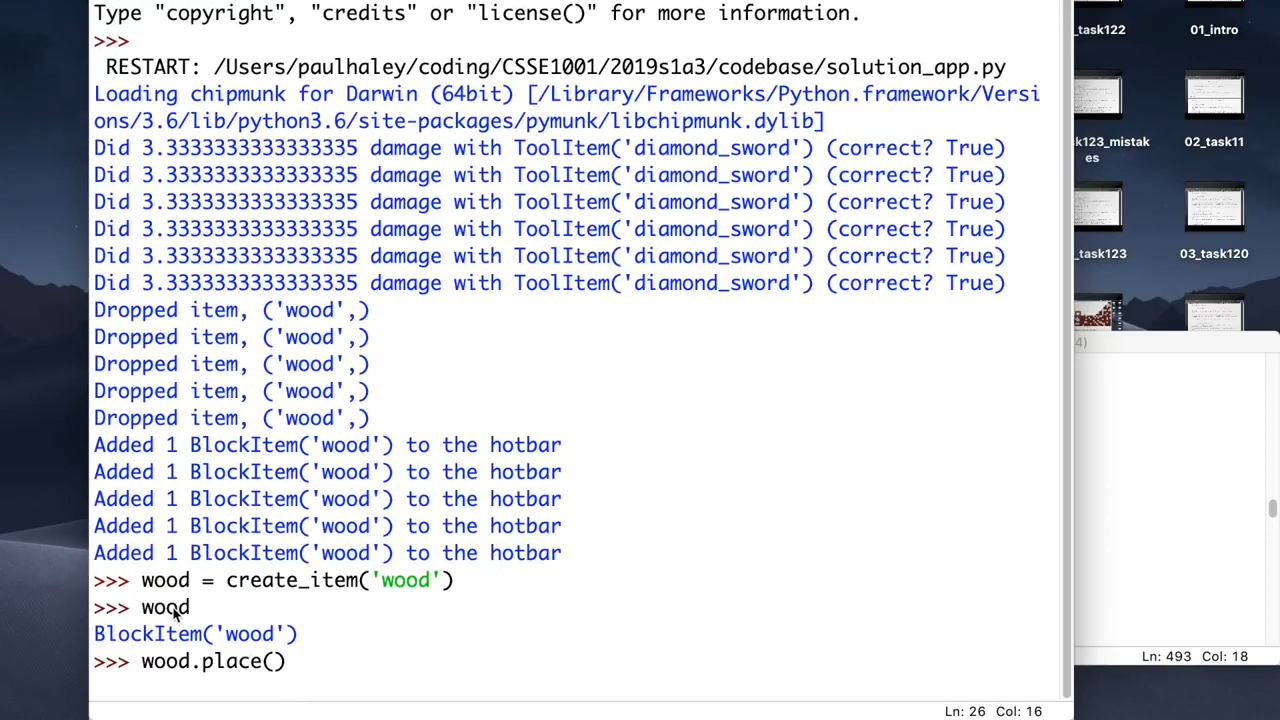 Type "copyright", "credits" or "license()" for more information.
>>>
RESTART: /Users/paulhaley/coding/CSSE1001/2019s1a3/codebase/solution_app.py
Loading chipmunk for Darwin (64bit) [/Library/Frameworks/Python.framework/Versi
ons/3.6/lib/python3.6/site-packages/pymunk/libchipmunk.dylib]
Did 3.3333333333333335 damage with ToolItem('diamond_sword') (correct? True)
Did 3.3333333333333335 damage with ToolItem('diamond_sword') (correct? True)
Did 3.3333333333333335 damage with ToolItem('diamond_sword') (correct? True)
Did 3.3333333333333335 damage with ToolItem('diamond_sword') (correct? True)
Did 3.3333333333333335 damage with ToolItem('diamond_sword') (correct? True)
Did 3.3333333333333335 damage with ToolItem('diamond_sword') (correct? True)
Dropped item, ('wood',)
Dropped item, ('wood',)
Dropped item, ('wood',)
Dropped item, ('wood',)
Dropped item, ('wood',)
Added 1 BlockItem('wood') to the hotbar
Added 1 BlockItem('wood') to the hotbar
Added 1 BlockItem('wood') to the hotbar
Added 1 BlockItem('wood') to the hotbar
Added 1 BlockItem('wood') to the hotbar
>>> wood = create_item('wood')
>>> wood
BlockItem('wood')
>>> wood.place()
Ln: 26 Col: 16
_task122
01_intro
sk123_mistak
es
02_task11
_task123
03_task120
4)
Ln: 493 Col: 18